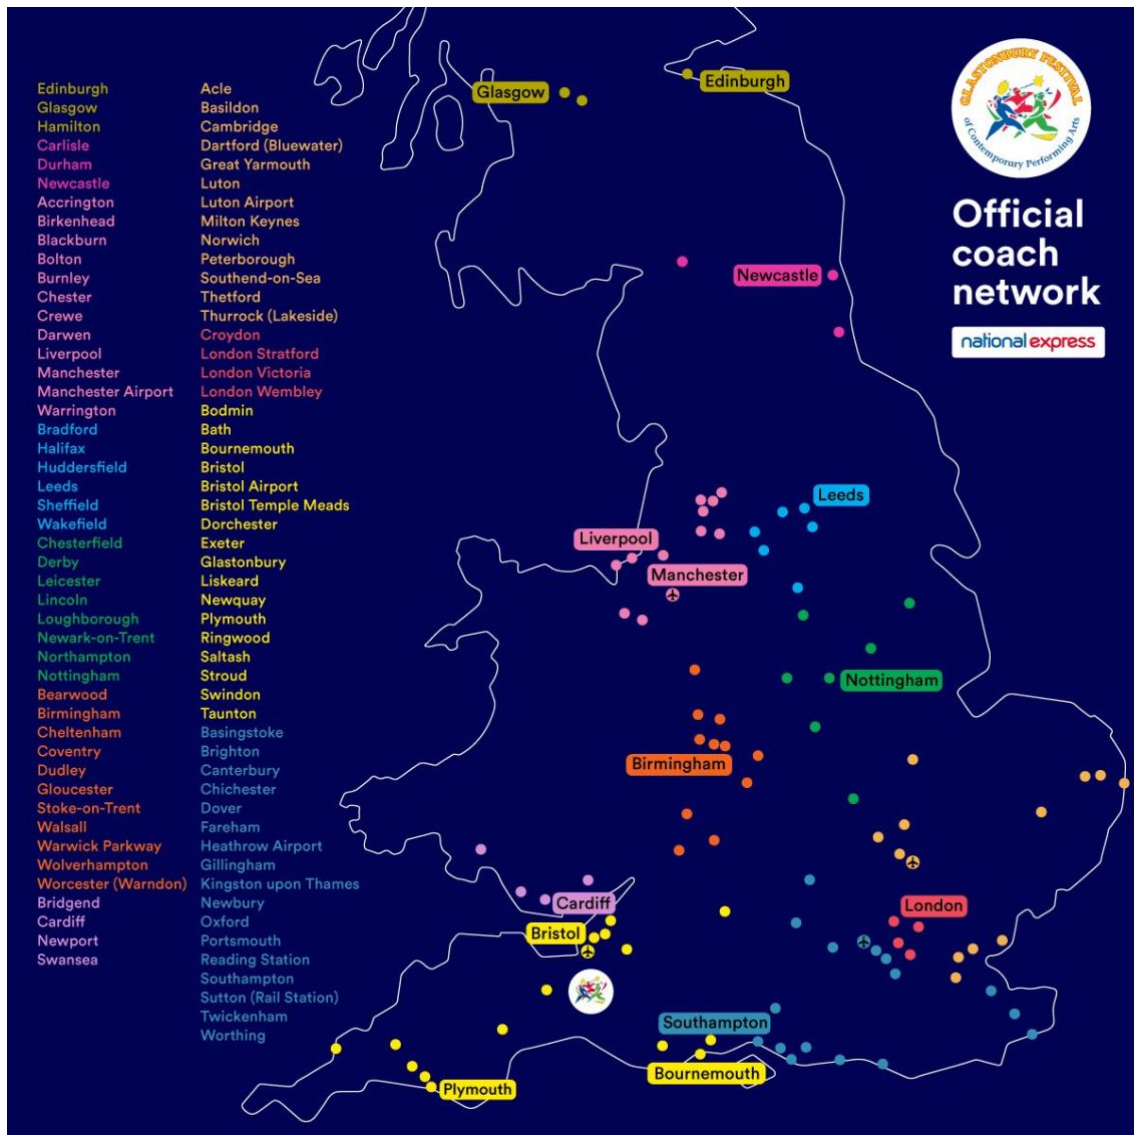 Edinburgh
Glasgow
Hamilton
Carlisle
Durham
Newcastle
Accrington
Birkenhead
Blackburn
Bolton
Burnley
Chester
Crewe
Darwen
Liverpool
Manchester
Manchester Airport
Warrington
Bradford
Halifax
Huddersfield
Leeds
Sheffield
Wakefield
Chesterfield
Derby
Leicester
Lincoln
Loughborough
Newark-on-Trent
Northampton
Nottingham
Bearwood
Birmingham
Cheltenham
Coventry
Dudley
Gloucester
Stoke-on-Trent
Walsall
Warwick Parkway
Wolverhampton
Worcester (Warndon)
Bridgend
Cardiff
Newport
Swansea
Acle
Basildon
Cambridge
Dartford (Bluewater)
Great Yarmouth
Luton
Luton Airport
Milton Keynes
Norwich
Peterborough
Southend-on-Sea
Thetford
Thurrock (Lakeside)
Croydon
London Stratford
London Victoria
London Wembley
Bodmin
Bath
Bournemouth
Bristol
Bristol Airport
Bristol Temple Meads
Dorchester
Exeter
Glastonbury
Liskeard
Newquay
Plymouth
Ringwood
Saltash
Stroud
Swindon
Taunton
Basingstoke
Brighton
Canterbury
Chichester
Dover
Fareham
Heathrow Airport
Gillingham
Kingston upon Thames
Newbury
Oxford
Portsmouth
Reading Station
Southampton
Sutton (Rail Station)
Twickenham
Worthing
Glasgow
Edinburgh
Newcastle
Leeds
Liverpool
Manchester
Nottingham
Birmingham
Cardiff
London
Bristol
Southampton
Bournemouth
Plymouth
GLASTONBURY FESTIVAL
of Contemporary Performing Arts
Official
coach
network
national express